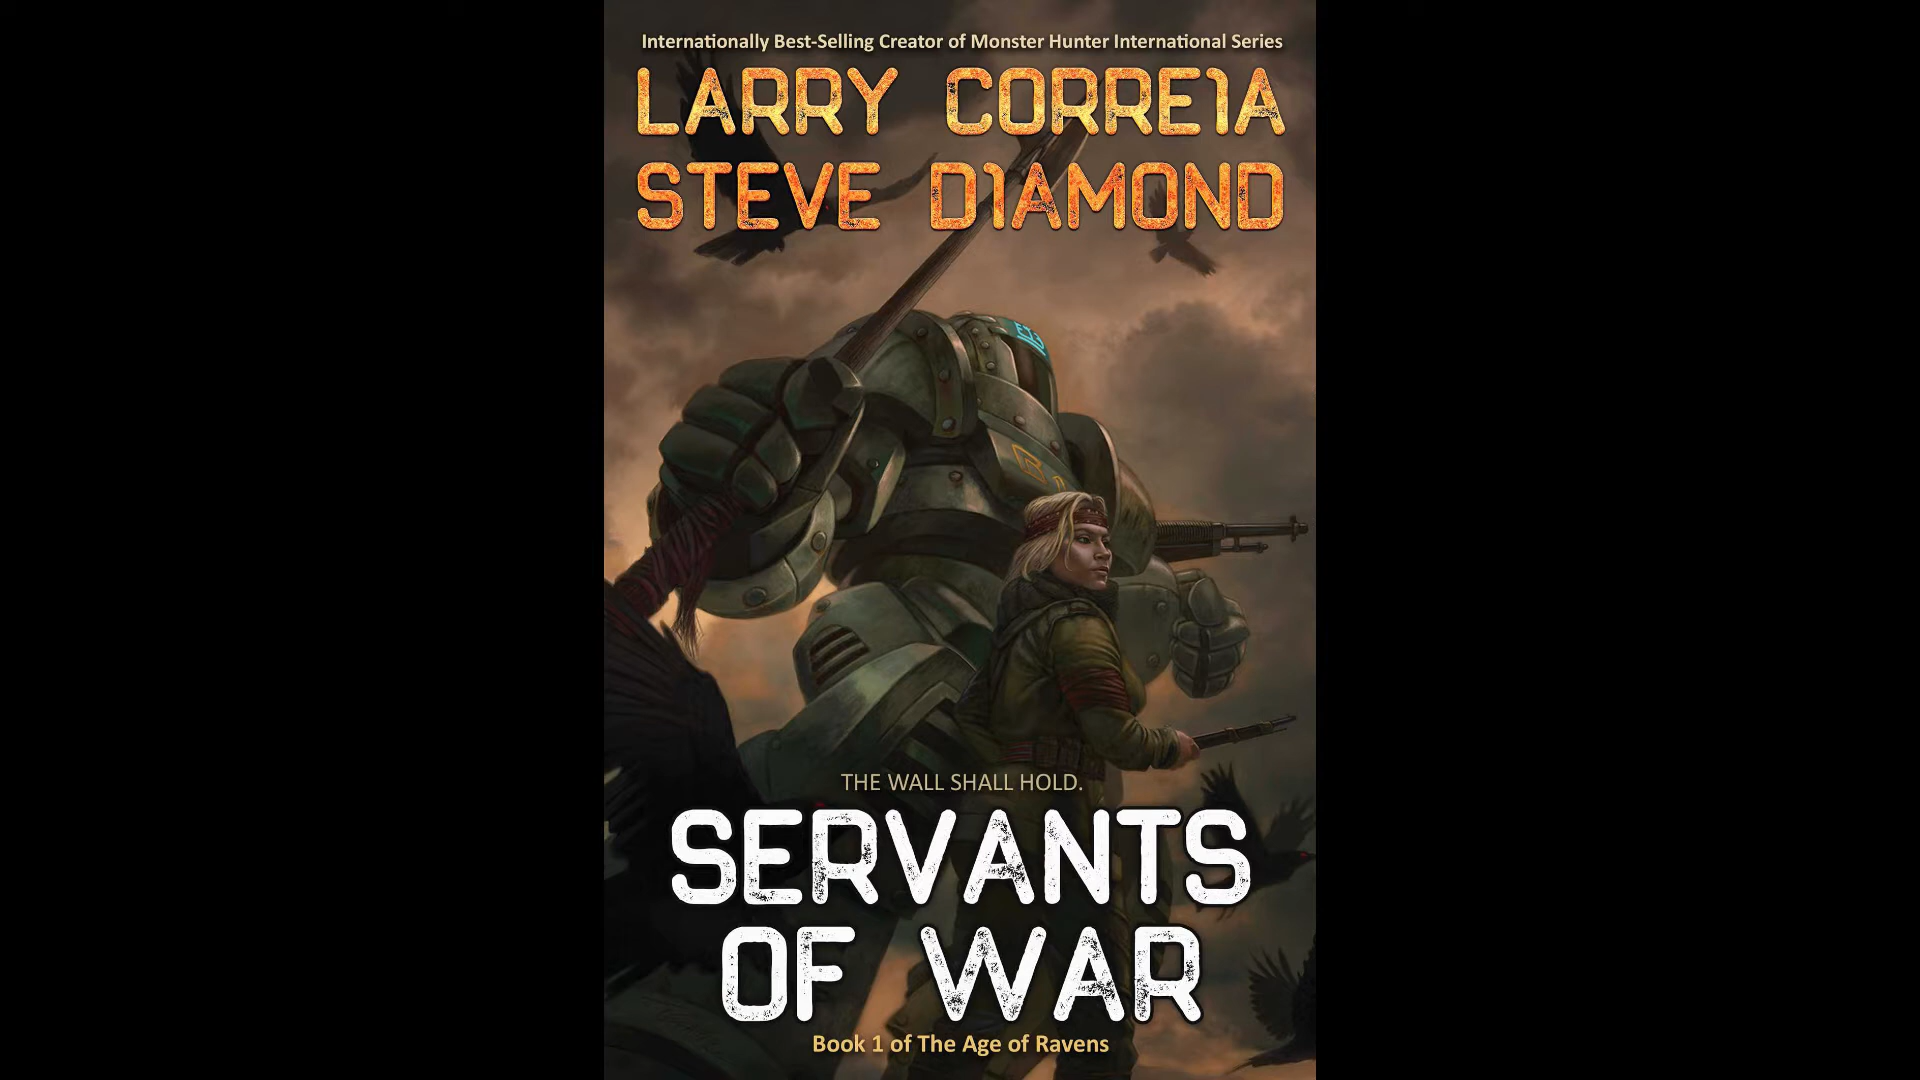 Internationally Best-Selling Creator of Monster Hunter International Series
LARRY CORREIA
STEVE DIAMOND
THE WALL SHALL HOLD.
SERVANTS
OF WAR
Book 1 of The Age of Ravens